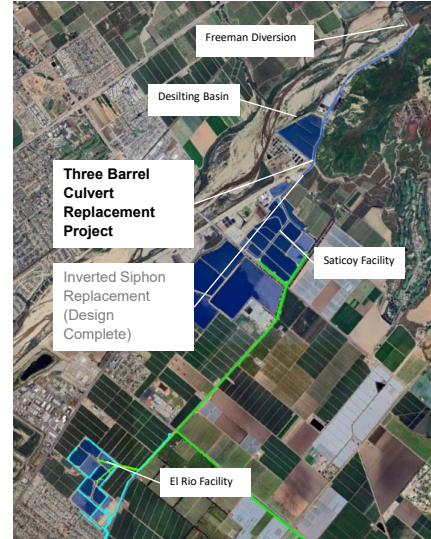 Freeman Diversion
Desilting Basin
Three Barrel
Culvert
Replacement
Project
Saticoy Facility
Inverted Siphon
Replacement
(Design
Complete)
El Rio Facility